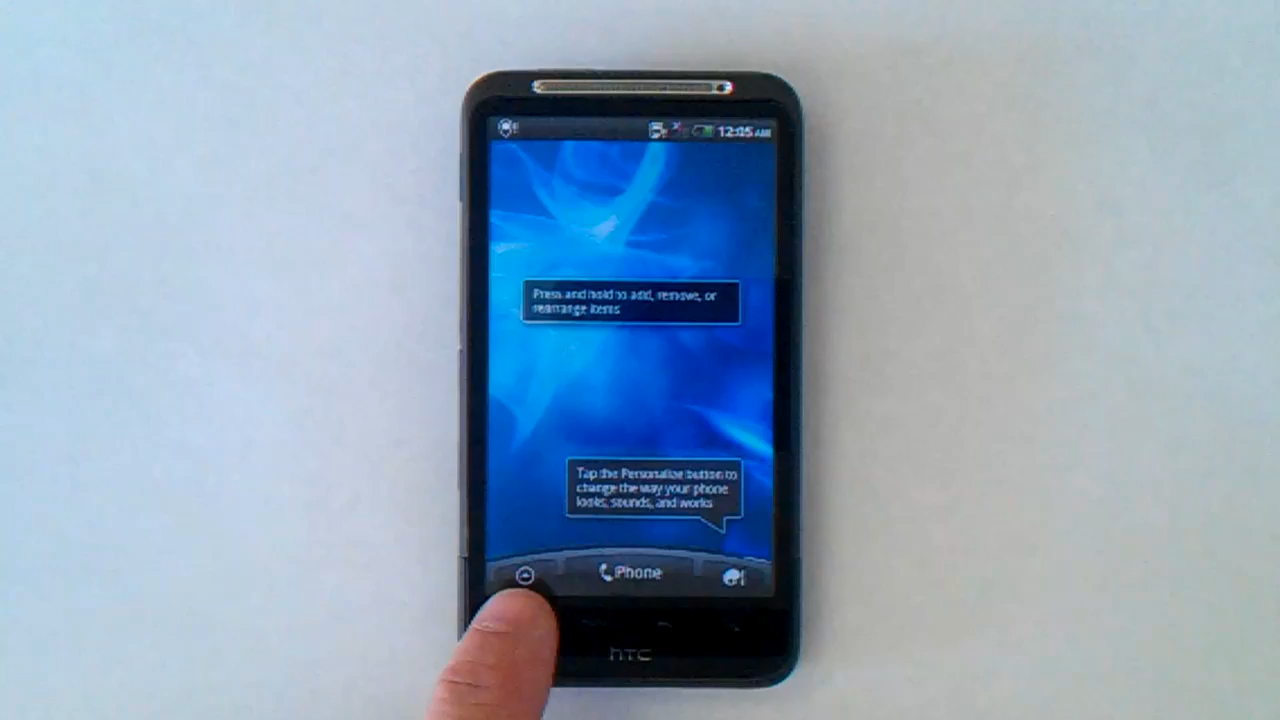 12:05 AM
Press and hold to add, remove, or
rearrange items
Tap the Personalize button to
change the way your phone
looks, sounds, and works
Phone
hTC